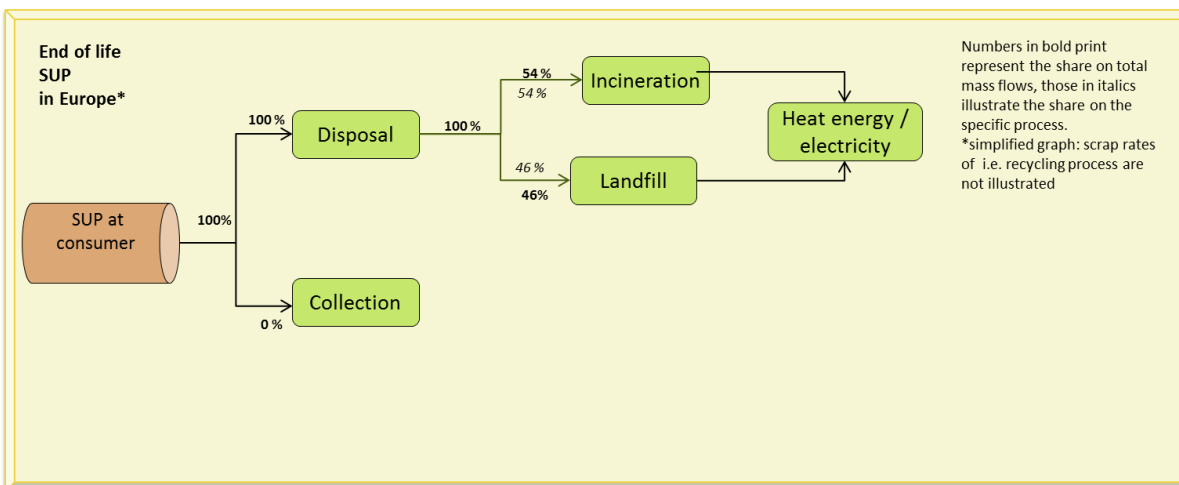 End of life
SUP
in Europe*
Numbers in bold print
represent the share on total
mass flows, those in italics
illustrate the share on the
specific process.
*simplified graph: scrap rates
of  i.e. recycling process are
not illustrated
54 %
54 %
Incineration
100 %
Disposal
100 %
Heat energy /
electricity
46 %
46%
Landfill
SUP at
consumer
100%
Collection
0 %